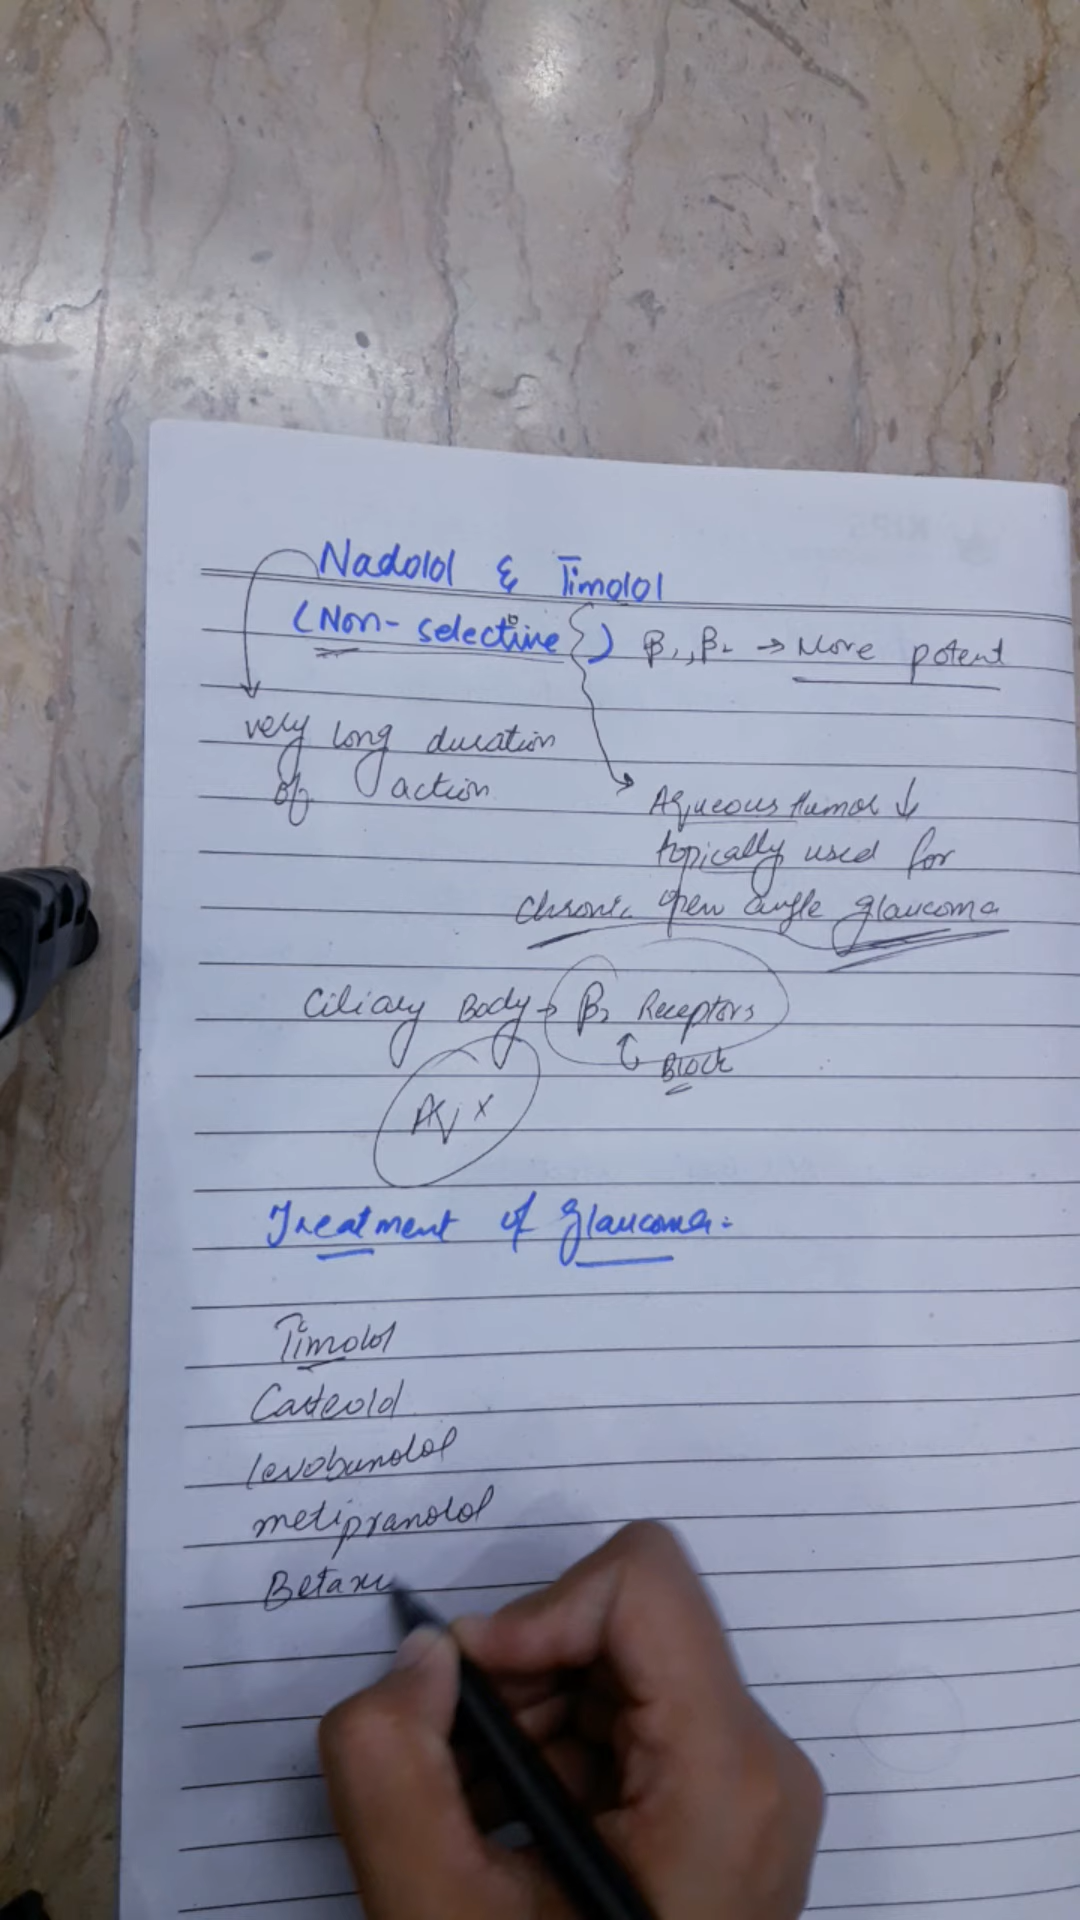 Nadolol & Timolol
(Non-selective) β1,β2 → More potent
very long duration
of action
Aqueous Humor ↓
topically used for
chronic open angle glaucoma
Ciliary Body → β2 Receptors
Block
Aq x
Treatment of Glaucoma:
Timolol
Carteolol
levobunolol
metipranolol
Betaxo